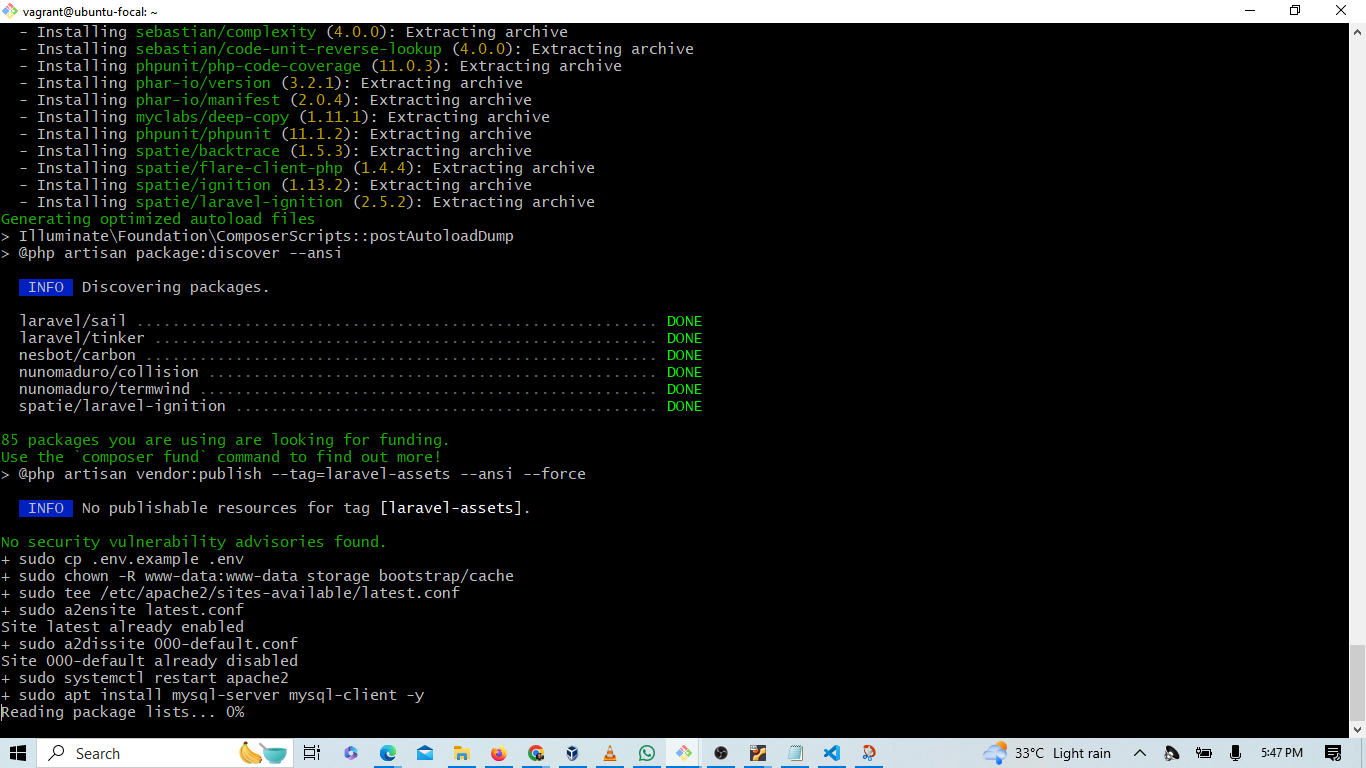 vagrant@ubuntu-focal: ~
- Installing sebastian/complexity (4.0.0): Extracting archive
- Installing sebastian/code-unit-reverse-lookup (4.0.0): Extracting archive
- Installing phpunit/php-code-coverage (11.0.3): Extracting archive
- Installing phar-io/version (3.2.1): Extracting archive
- Installing phar-io/manifest (2.0.4): Extracting archive
- Installing myclabs/deep-copy (1.11.1): Extracting archive
- Installing phpunit/phpunit (11.1.2): Extracting archive
- Installing spatie/backtrace (1.5.3): Extracting archive
- Installing spatie/flare-client-php (1.4.4): Extracting archive
- Installing spatie/ignition (1.13.2): Extracting archive
- Installing spatie/laravel-ignition (2.5.2): Extracting archive
Generating optimized autoload files
> Illuminate\Foundation\ComposerScripts::postAutoloadDump
> @php artisan package:discover --ansi
INFO Discovering packages.
laravel/sail .......................................................... DONE
laravel/tinker ........................................................ DONE
nesbot/carbon ......................................................... DONE
nunomaduro/collision .................................................. DONE
nunomaduro/termwind ................................................... DONE
spatie/laravel-ignition ............................................... DONE
85 packages you are using are looking for funding.
Use the `composer fund` command to find out more!
> @php artisan vendor:publish --tag=laravel-assets --ansi --force
INFO No publishable resources for tag [laravel-assets].
No security vulnerability advisories found.
+ sudo cp .env.example .env
+ sudo chown -R www-data:www-data storage bootstrap/cache
+ sudo tee /etc/apache2/sites-available/latest.conf
+ sudo a2ensite latest.conf
Site latest already enabled
+ sudo a2dissite 000-default.conf
Site 000-default already disabled
+ sudo systemctl restart apache2
+ sudo apt install mysql-server mysql-client -y
Reading package lists... 0%
Search
33°C Light rain
5:47 PM